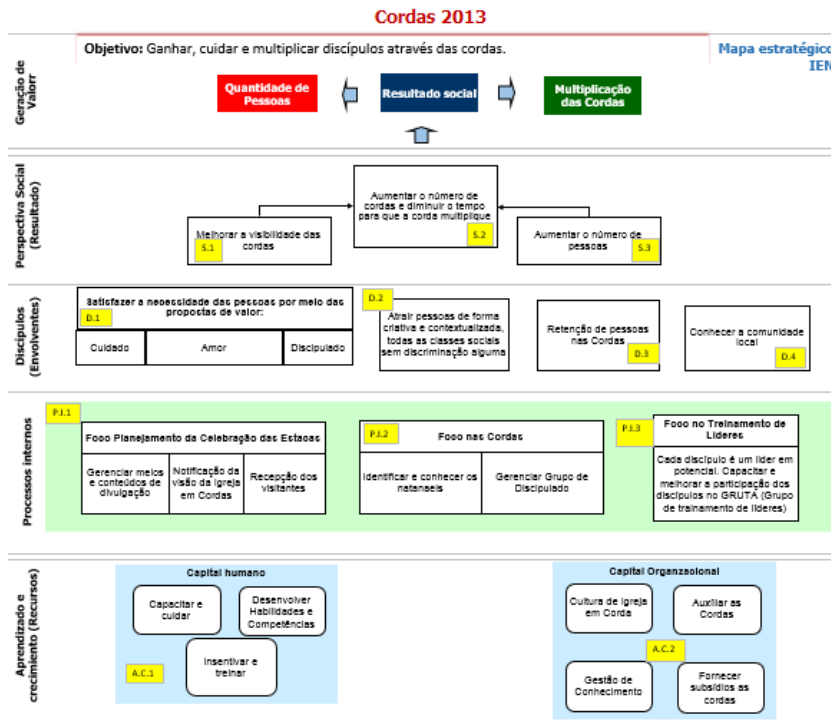 Cordas 2013
Objetivo: Ganhar, cuidar e multiplicar discípulos através das cordas.
Mapa estratégico
IEN
Geração de
Valorr
Quantidade de
Pessoas
Resultado social
Multiplicação
das Cordas
Perspectiva Social
(Resultado)
Aumentar o número de
cordas e diminuir o tempo
para que a corda multiplique
S.2
Melhorar a visibilidade das
cordas
S.1
Aumentar o número de
pessoas
S.3
Discípulos
(Envolventes)
Satisfazer a necessidade das pessoas por meio das
propostas de valor:
D.1
Cuidado
Amor
Discipulado
D.2
Atrair pessoas de forma
criativa e contextualizada,
todas as classes sociais
sem discriminação alguma
Retenção de pessoas
nas Cordas
D.3
Conhecer a comunidade
local
D.4
Processos internos
P.I.1
Foco Planejamento da Celebração das Estacas
Gerenciar meios
e conteúdos de
divulgação
Notificação da
visão da Igreja
em Cordas
Recepção dos
visitantes
P.I.2
Foco nas Cordas
Identificar e conhecer os
natanaeis
Gerenciar Grupo de
Discipulado
P.I.3
Foco no Treinamento de
Lideres
Cada discípulo é um líder em
potencial. Capacitar e
melhorar a participação dos
discípulos no GRUTA (Grupo
de trainamento de líderes)
Aprendizado e
crecimiento (Recursos)
Capital humano
Capacitar e
cuidar
Desenvolver
Habilidades e
Competências
Insentivar e
treinar
A.C.1
Capital Organzaolonal
Cultura de Igreja
em Corda
Auxiliar as
Cordas
A.C.2
Gestão de
Conhecimento
Fornecer
subsídios as
cordas